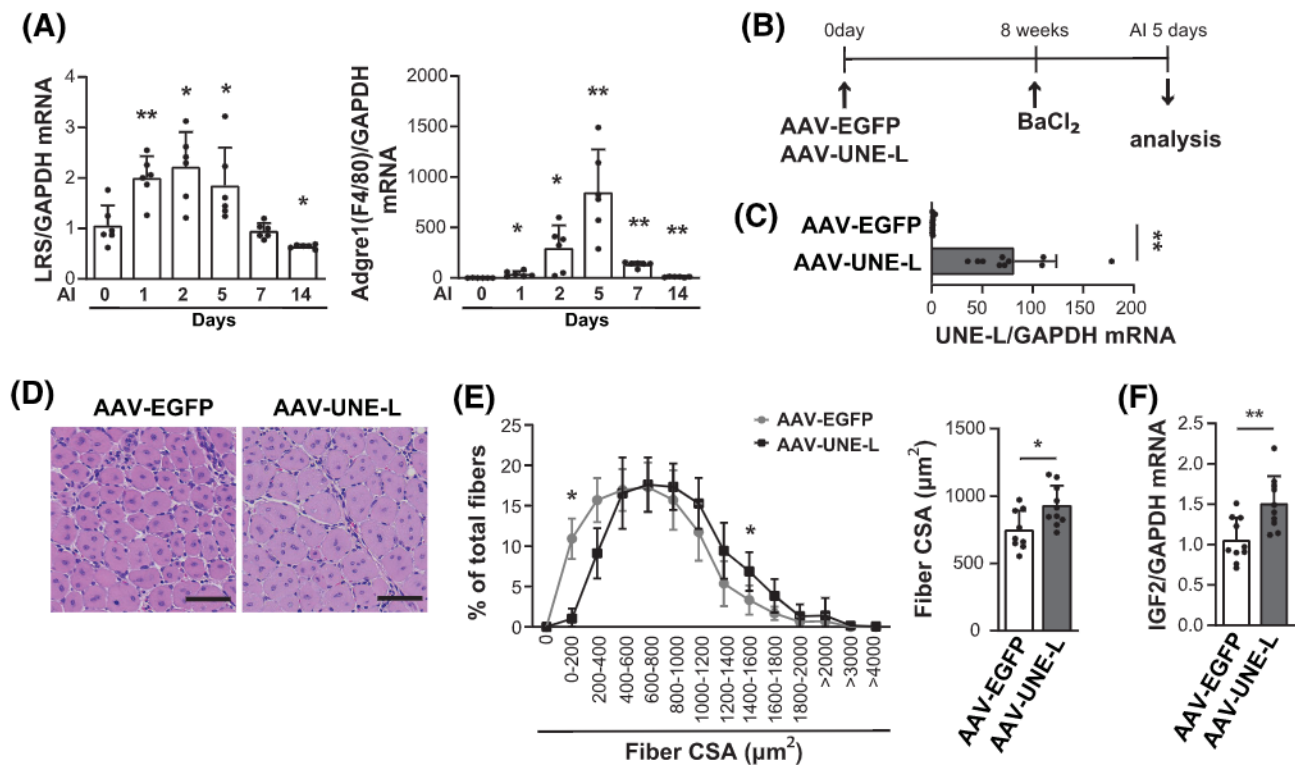 (A)
LRS/GAPDH mRNA
4
3
2
1
0
** * * *
AI 0 1 2 5 7 14
Days
Adgre1(F4/80)/GAPDH
mRNA
2000
1500
1000
500
0
* * ** ** **
AI 0 1 2 5 7 14
Days
(B)
0day 8 weeks AI 5 days
AAV-EGFP
AAV-UNE-L
BaCl₂
analysis
(C)
AAV-EGFP
AAV-UNE-L
**
0 50 100 150 200
UNE-L/GAPDH mRNA
(D)
AAV-EGFP AAV-UNE-L
(E)
% of total fibers
25
20
15
10
5
0
AAV-EGFP
AAV-UNE-L
* *
0
0-200
200-400
400-600
600-800
800-1000
1000-1200
1200-1400
1400-1600
1600-1800
1800-2000
>2000
>3000
>4000
Fiber CSA (μm²)
Fiber CSA (μm²)
1500
1000
500
0
*
AAV-EGFP
AAV-UNE-L
(F)
IGF2/GAPDH mRNA
2.5
2.0
1.5
1.0
0.5
0.0
**
AAV-EGFP
AAV-UNE-L